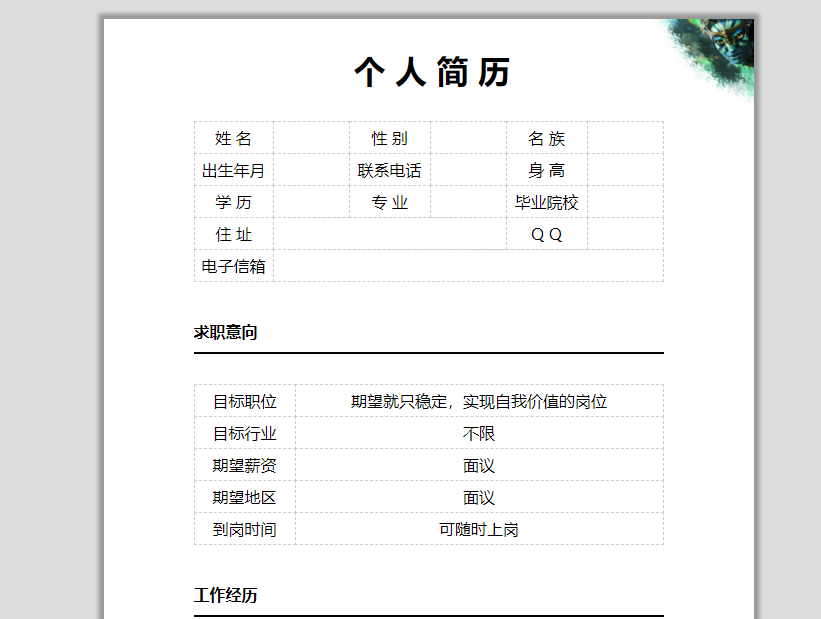 个 人 简 历
姓 名 性 别 名 族
出生年月 联系电话 身 高
学 历 专 业 毕业院校
住 址 Q Q
电子信箱
求职意向
目标职位 期望就只稳定，实现自我价值的岗位
目标行业 不限
期望薪资 面议
期望地区 面议
到岗时间 可随时上岗
工作经历